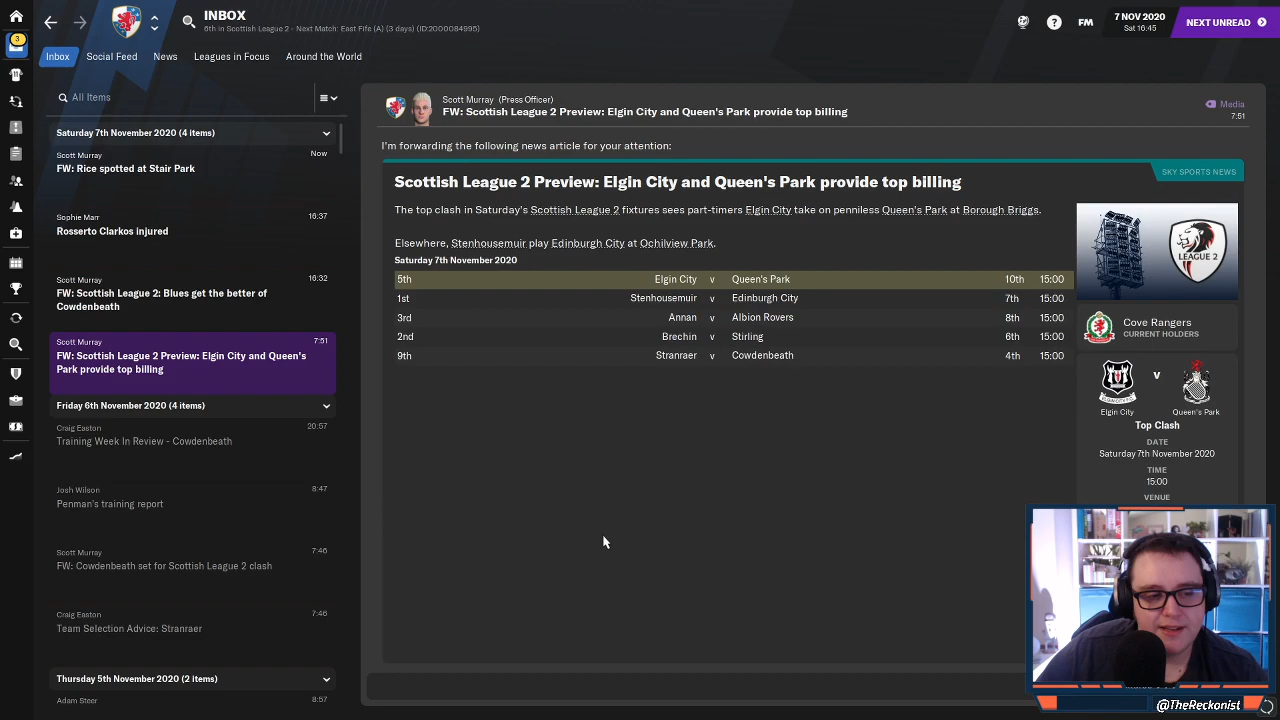 3
INBOX
6th in Scottish League 2 - Next Match: East Fife (A) (3 days) (ID:2000084995)
FM
7 NOV 2020
Sat 16:45
NEXT UNREAD
Inbox
Social Feed
News
Leagues in Focus
Around the World
All Items
Saturday 7th November 2020 (4 items)
Scott Murray
Now
FW: Rice spotted at Stair Park
Sophie Marr
16:37
Rosserto Clarkos injured
Scott Murray
16:32
FW: Scottish League 2: Blues get the better of
Cowdenbeath
Scott Murray
7:51
FW: Scottish League 2 Preview: Elgin City and Queen's
Park provide top billing
Friday 6th November 2020 (4 items)
Craig Easton
20:57
Training Week In Review - Cowdenbeath
Josh Wilson
8:47
Penman's training report
Scott Murray
7:46
FW: Cowdenbeath set for Scottish League 2 clash
Craig Easton
7:46
Team Selection Advice: Stranraer
Thursday 5th November 2020 (2 items)
Adam Steer
8:57
Scott Murray (Press Officer)
FW: Scottish League 2 Preview: Elgin City and Queen's Park provide top billing
Media
7:51
I'm forwarding the following news article for your attention:
SKY SPORTS NEWS
Scottish League 2 Preview: Elgin City and Queen's Park provide top billing
The top clash in Saturday's Scottish League 2 fixtures sees part-timers Elgin City take on penniless Queen's Park at Borough Briggs.
Elsewhere, Stenhousemuir play Edinburgh City at Ochilview Park.
Saturday 7th November 2020
5th Elgin City v Queen's Park 10th 15:00
1st Stenhousemuir v Edinburgh City 7th 15:00
3rd Annan v Albion Rovers 8th 15:00
2nd Brechin v Stirling 6th 15:00
9th Stranraer v Cowdenbeath 4th 15:00
LEAGUE 2
Cove Rangers
CURRENT HOLDERS
ELGIN CITY F.C.
v
Elgin City
Queen's Park
Top Clash
DATE
Saturday 7th November 2020
TIME
15:00
VENUE
@TheReckonist